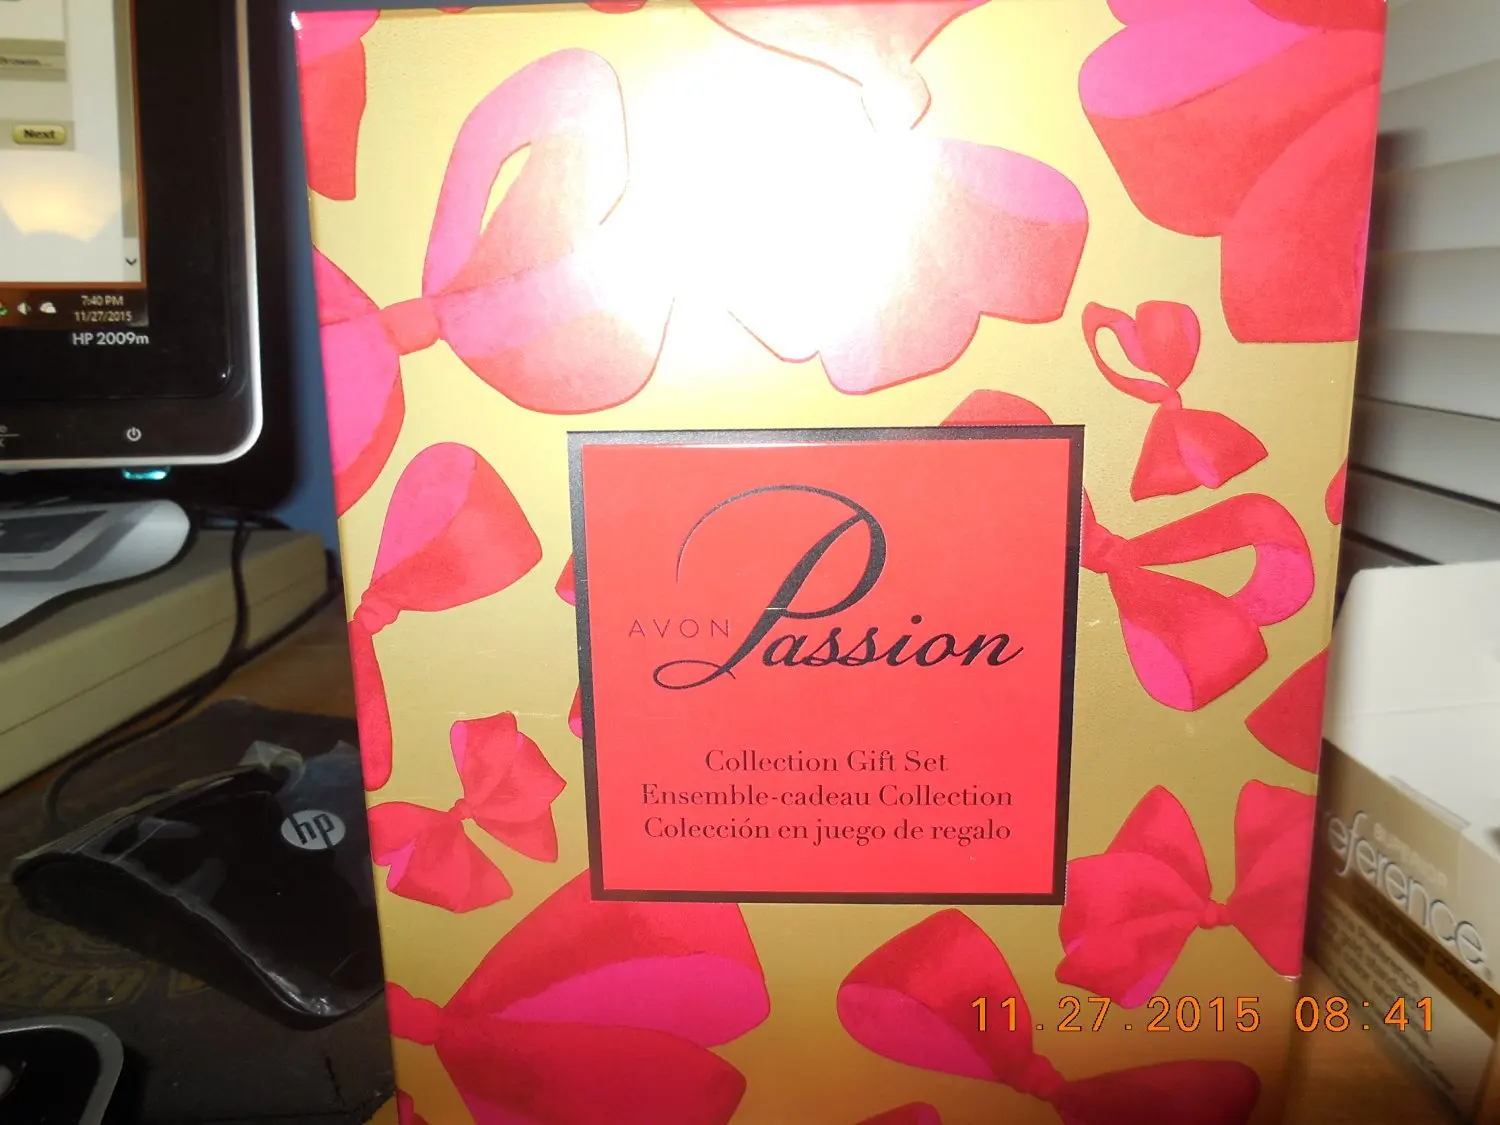 Next
7:40 PM
11/27/2015
HP 2009m
AVON Passion
Collection Gift Set
Ensemble-cadeau Collection
Colección en juego de regalo
hp
eference
11.27.2015 08:41